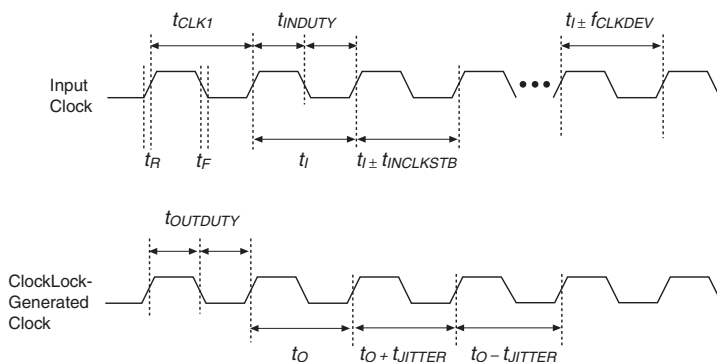 tCLK1 tINDUTY tI ± fCLKDEV
Input
Clock
tR tF tI tI ± tINCLKSTB
tOUTDUTY
ClockLock-
Generated
Clock
tO tO + tJITTER tO – tJITTER